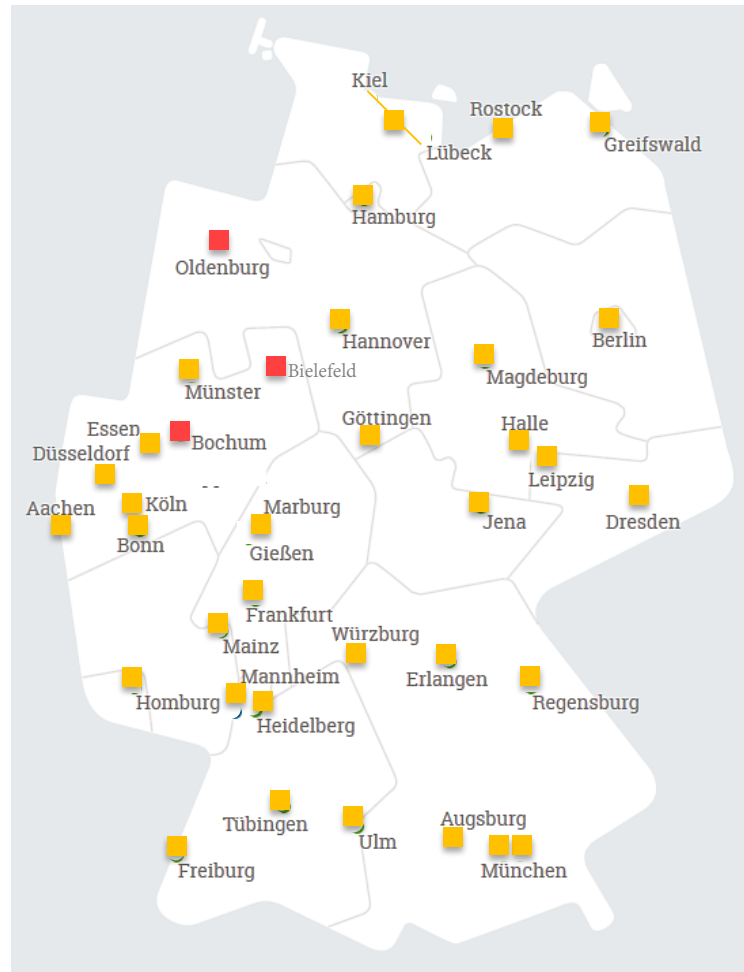 Kiel
Rostock
Greifswald
Lübeck
Hamburg
Oldenburg
Hannover
Berlin
Bielefeld
Magdeburg
Münster
Göttingen
Halle
Essen
Bochum
Düsseldorf
Leipzig
Aachen
Köln
Marburg
Jena
Dresden
Bonn
Gießen
Frankfurt
Würzburg
Mainz
Mannheim
Erlangen
Homburg
Regensburg
Heidelberg
Augsburg
Tübingen
Ulm
Freiburg
München